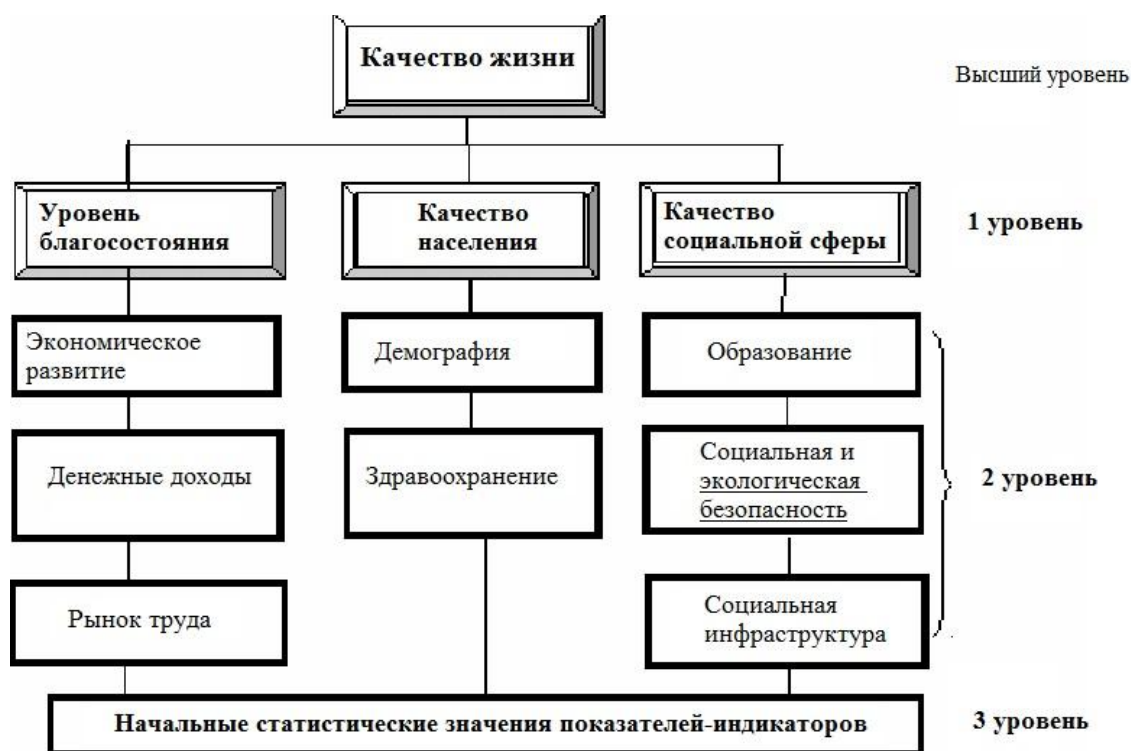 Качество жизни
Высший уровень
Уровень
благосостояния
Качество
населения
Качество
социальной сферы
1 уровень
Экономическое
развитие
Демография
Образование
Денежные доходы
Здравоохранение
Социальная и
экологическая
безопасность
2 уровень
Рынок труда
Социальная
инфраструктура
Начальные статистические значения показателей-индикаторов
3 уровень